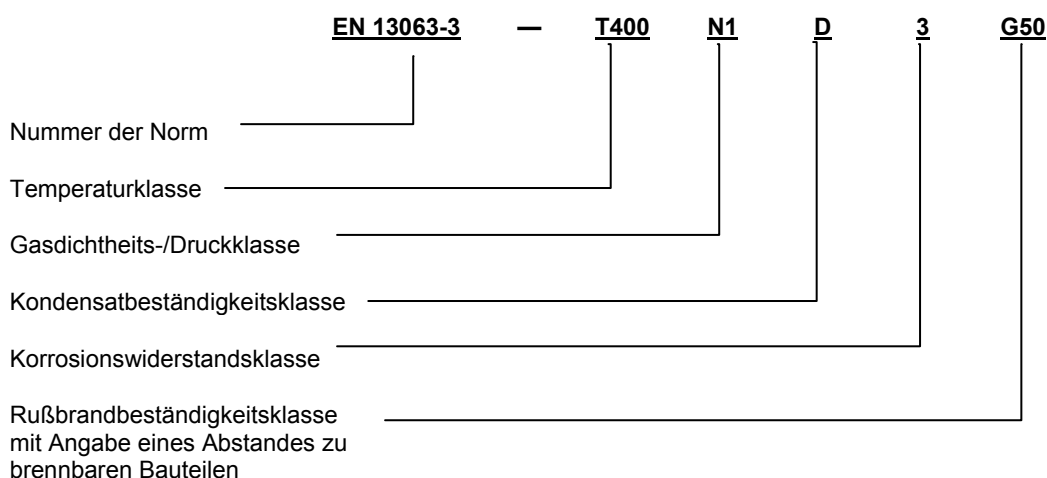 EN 13063-3 — T400 N1 D 3 G50
Nummer der Norm
Temperaturklasse
Gasdichtheits-/Druckklasse
Kondensatbeständigkeitsklasse
Korrosionswiderstandsklasse
Rußbrandbeständigkeitsklasse
mit Angabe eines Abstandes zu
brennbaren Bauteilen